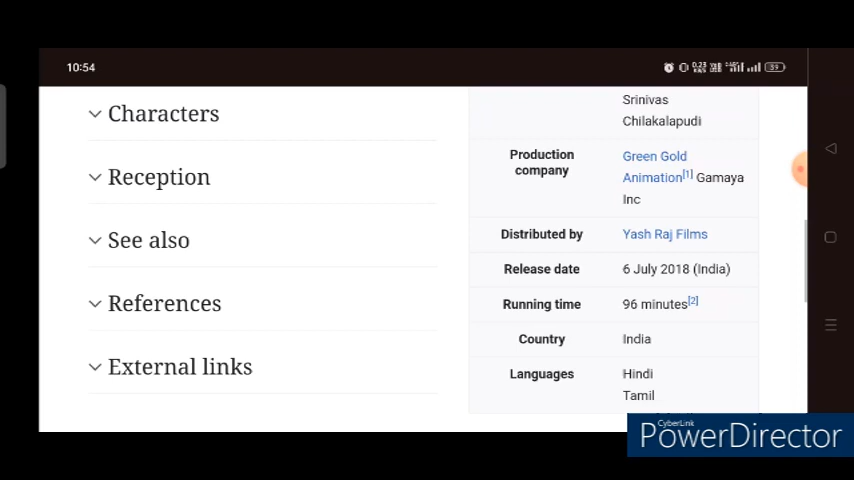 10:54
59
Characters
Reception
See also
References
External links
Srinivas
Chilakalapudi
Production company
Green Gold
Animation[1] Gamaya
Inc
Distributed by Yash Raj Films
Release date 6 July 2018 (India)
Running time 96 minutes[2]
Country India
Languages Hindi
Tamil
CyberLink
PowerDirector